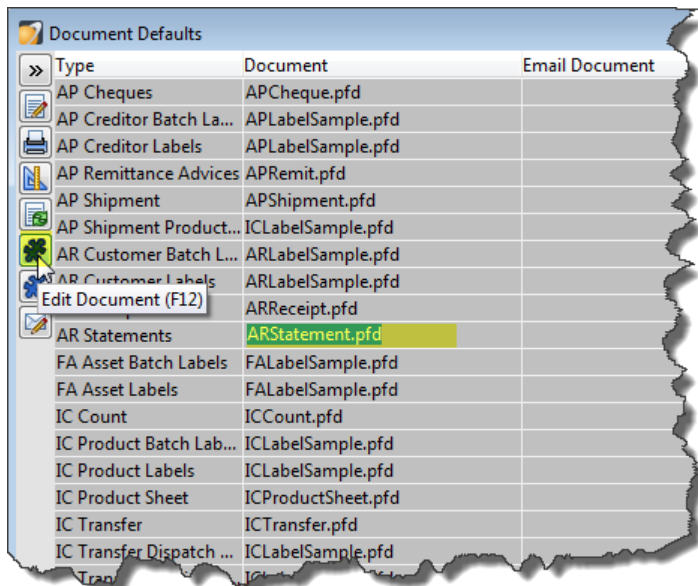 Document Defaults
Type Document Email Document
AP Cheques APCheque.pfd
AP Creditor Batch La... APLabelSample.pfd
AP Creditor Labels APLabelSample.pfd
AP Remittance Advices APRemit.pfd
AP Shipment APShipment.pfd
AP Shipment Product... ICLabelSample.pfd
AR Customer Batch L... ARLabelSample.pfd
AR Customer Labels ARLabelSample.pfd
Edit Document (F12) ARReceipt.pfd
AR Statements ARStatement.pfd
FA Asset Batch Labels FALabelSample.pfd
FA Asset Labels FALabelSample.pfd
IC Count ICCount.pfd
IC Product Batch Lab... ICLabelSample.pfd
IC Product Labels ICLabelSample.pfd
IC Product Sheet ICProductSheet.pfd
IC Transfer ICTransfer.pfd
IC Transfer Dispatch ... ICLabelSample.pfd